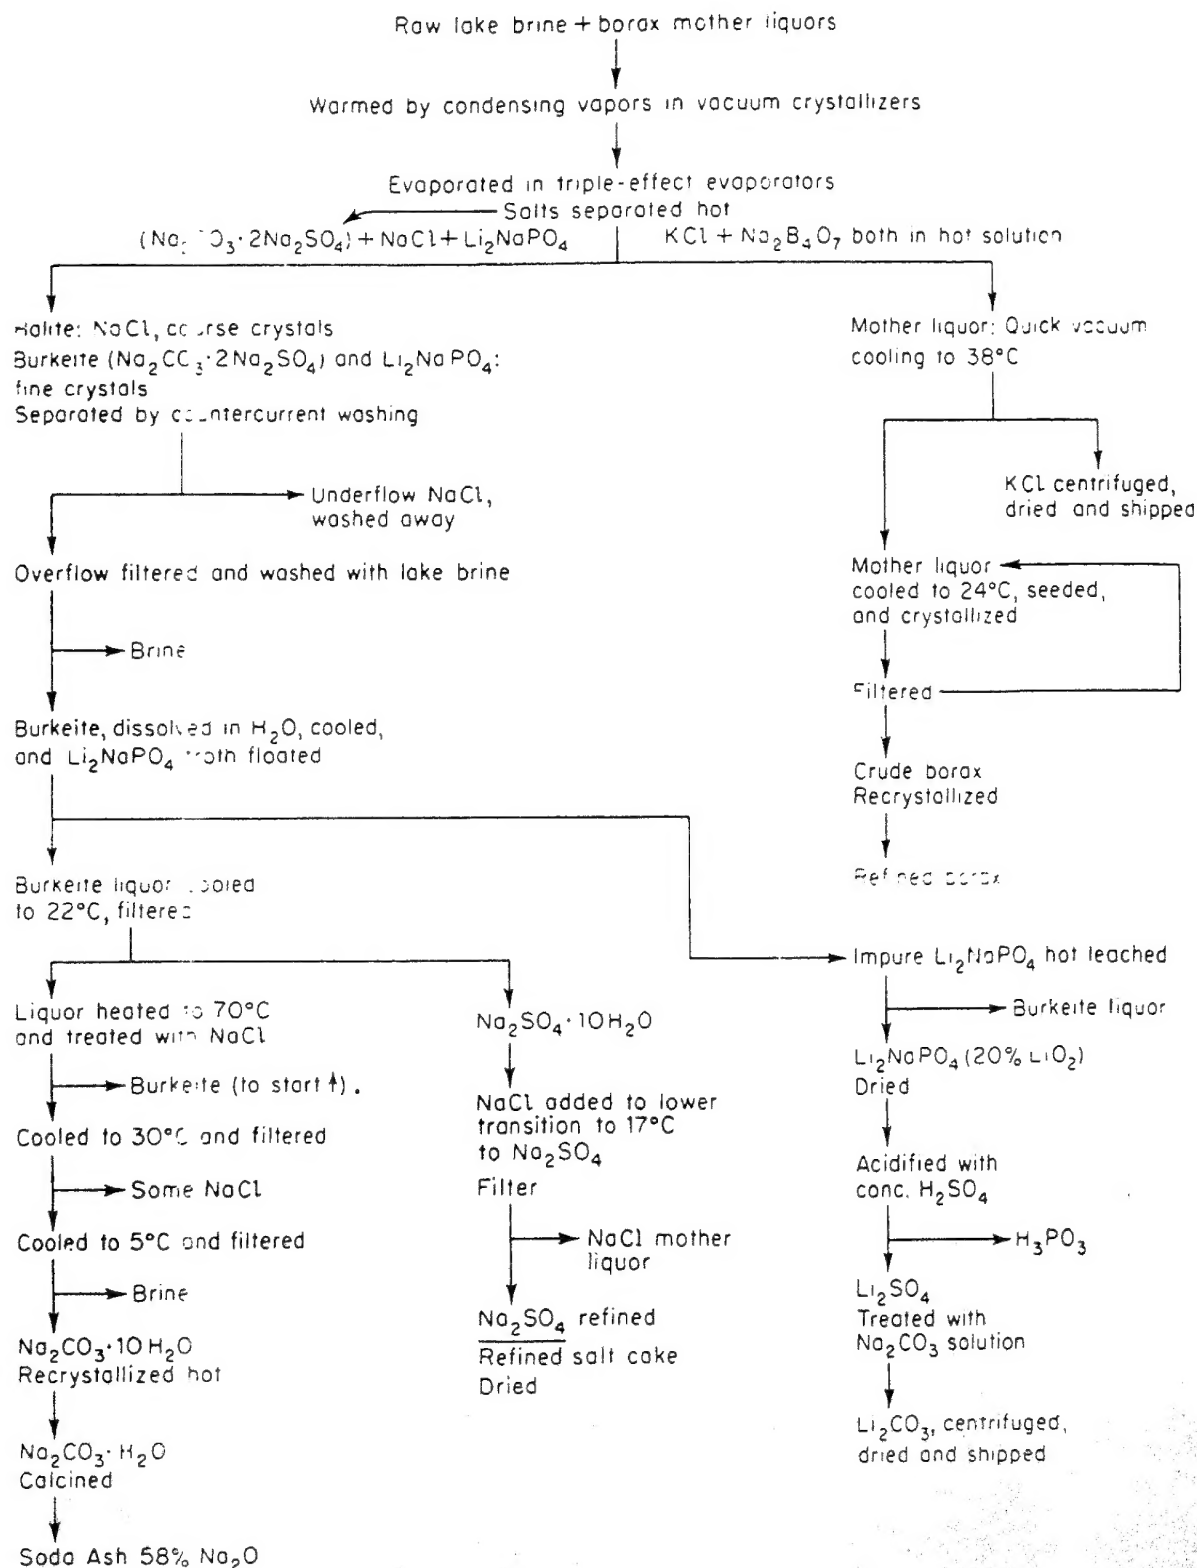 Raw lake brine + borax mother liquors
Warmed by condensing vapors in vacuum crystallizers
Evaporated in triple-effect evaporators
Salts separated hot
(Na₂CO₃·2Na₂SO₄) + NaCl + Li₂NaPO₄
KCl + Na₂B₄O₇ both in hot solution
Halite: NaCl, coarse crystals
Burkeite (Na₂CO₃·2Na₂SO₄) and Li₂NaPO₄:
fine crystals
Separated by countercurrent washing
Underflow NaCl,
washed away
Overflow filtered and washed with lake brine
Brine
Burkeite, dissolved in H₂O, cooled,
and Li₂NaPO₄ froth floated
Burkeite liquor cooled
to 22°C, filtered
Liquor heated to 70°C
and treated with NaCl
Burkeite (to start ↑).
Cooled to 30°C and filtered
Some NaCl
Cooled to 5°C and filtered
Brine
Na₂CO₃·10H₂O
Recrystallized hot
Na₂CO₃·H₂O
Calcined
Soda Ash 58% Na₂O
Na₂SO₄·10H₂O
NaCl added to lower
transition to 17°C
to Na₂SO₄
Filter
NaCl mother
liquor
Na₂SO₄ refined
Refined salt cake
Dried
Mother liquor: Quick vacuum
cooling to 38°C
KCl centrifuged,
dried and shipped
Mother liquor
cooled to 24°C, seeded,
and crystallized
Filtered
Crude borax
Recrystallized
Refined borax
Impure Li₂NaPO₄ hot leached
Burkeite liquor
Li₂NaPO₄ (20% LiO₂)
Dried
Acidified with
conc. H₂SO₄
H₃PO₃
Li₂SO₄
Treated with
Na₂CO₃ solution
Li₂CO₃, centrifuged,
dried and shipped